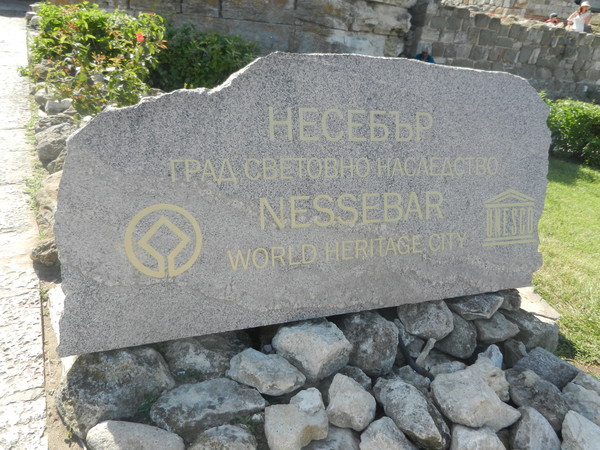 НЕСЕБЪР
ГРАД СВЕТОВНО НАСЛЕДСТВО
NESSEBAR
WORLD HERITAGE CITY
UNESCO